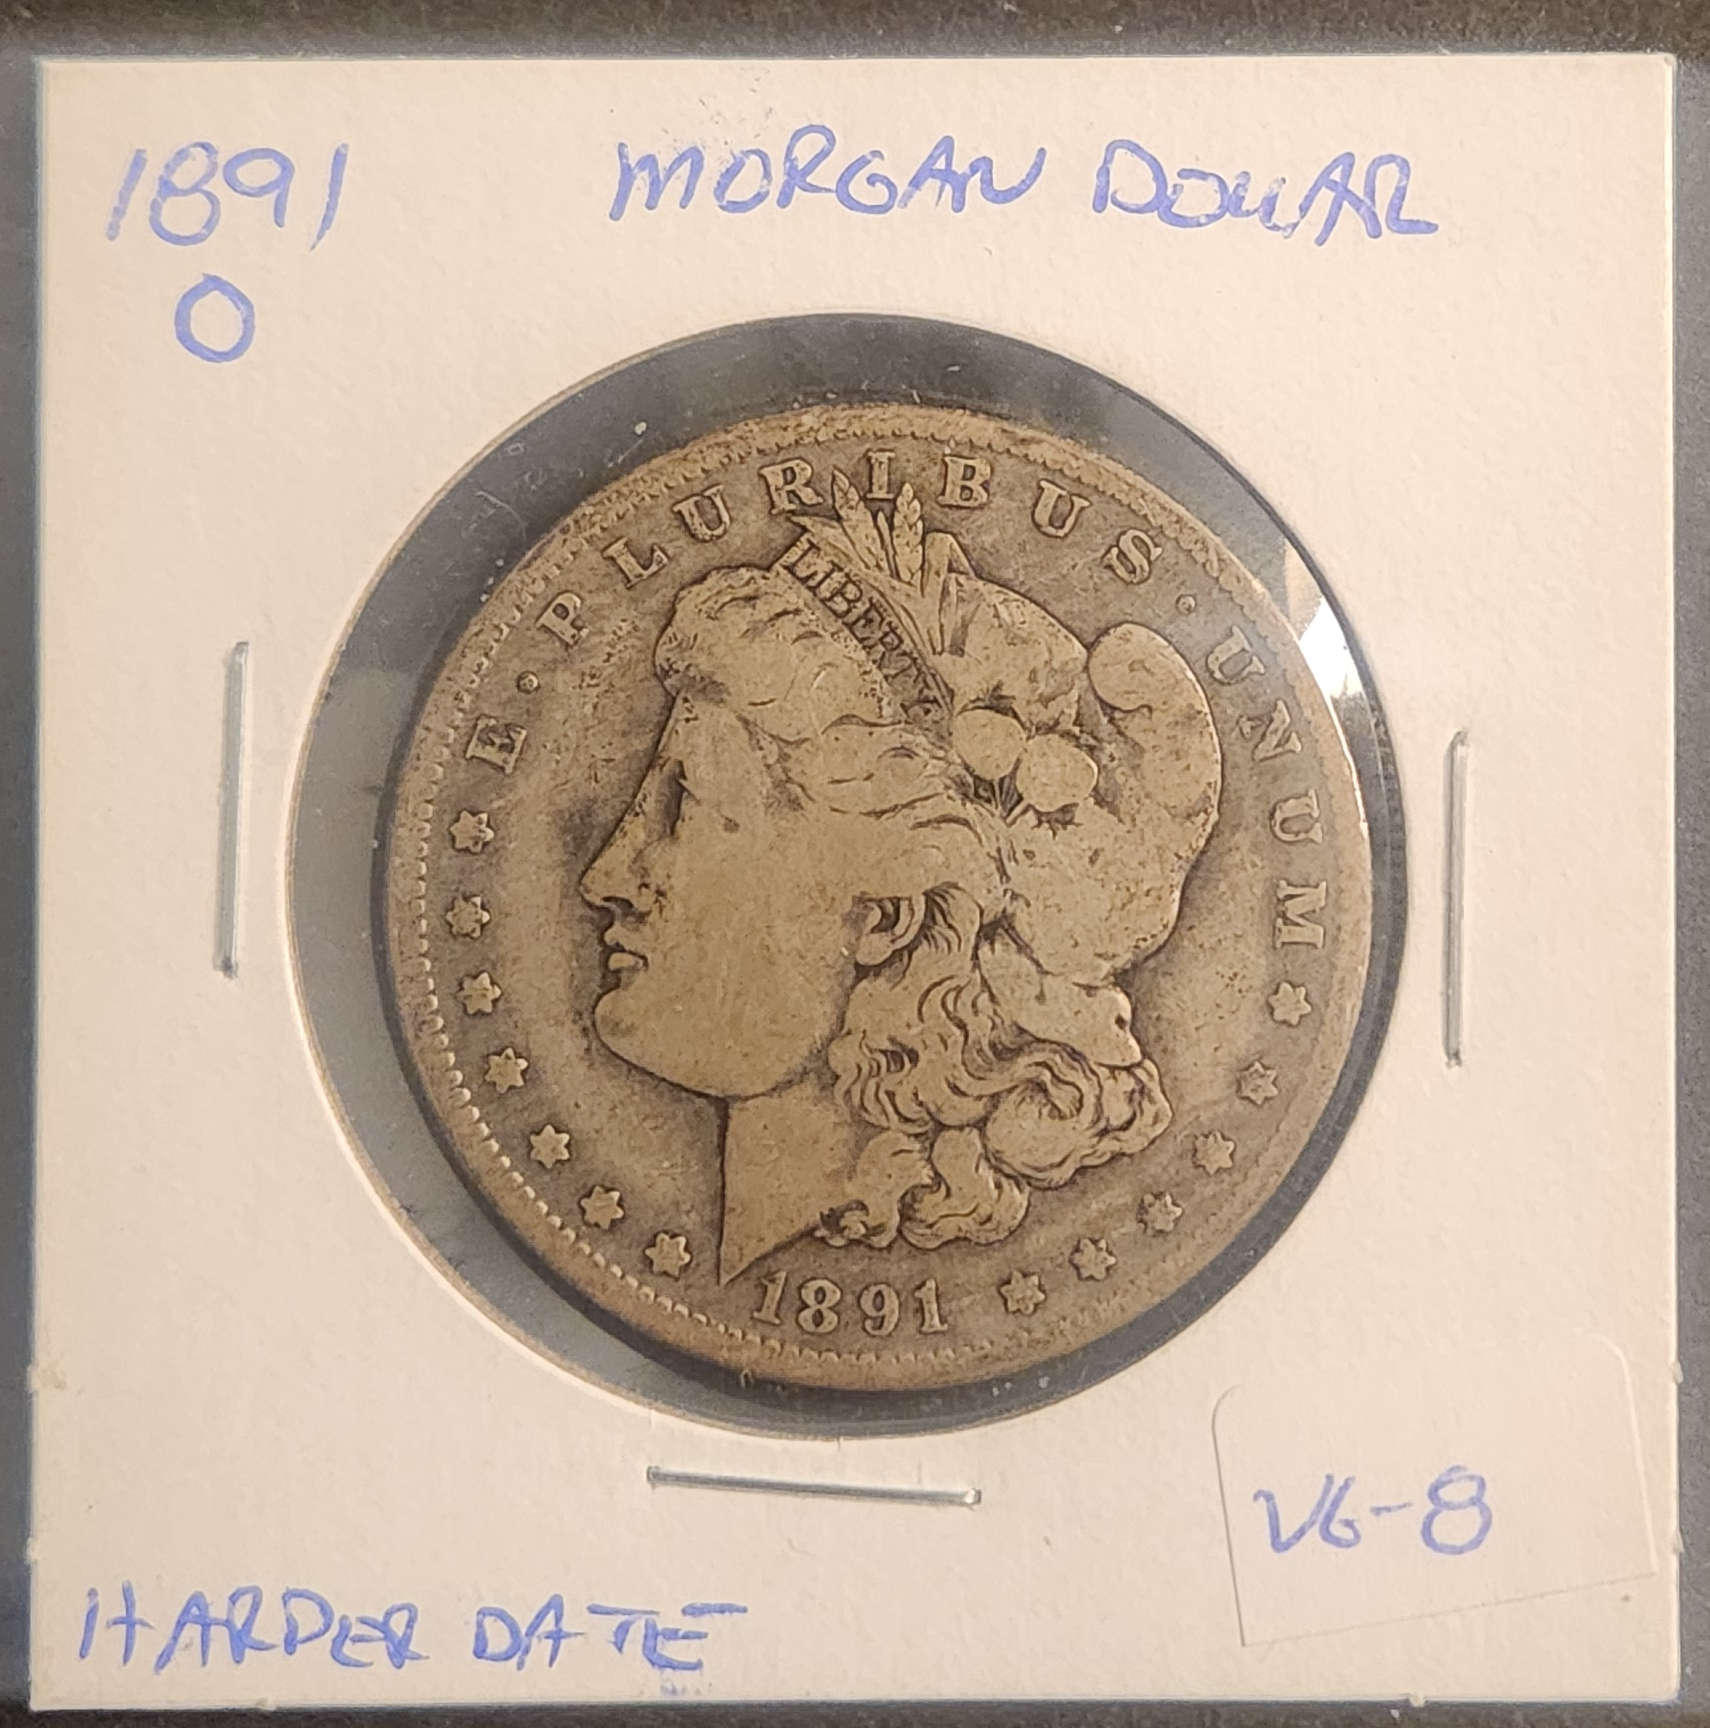 1891 MORGAN DOLLAR
O
E · PLURIBUS · UNUM
LIBERTY
1891
VG-8
HARDER DATE